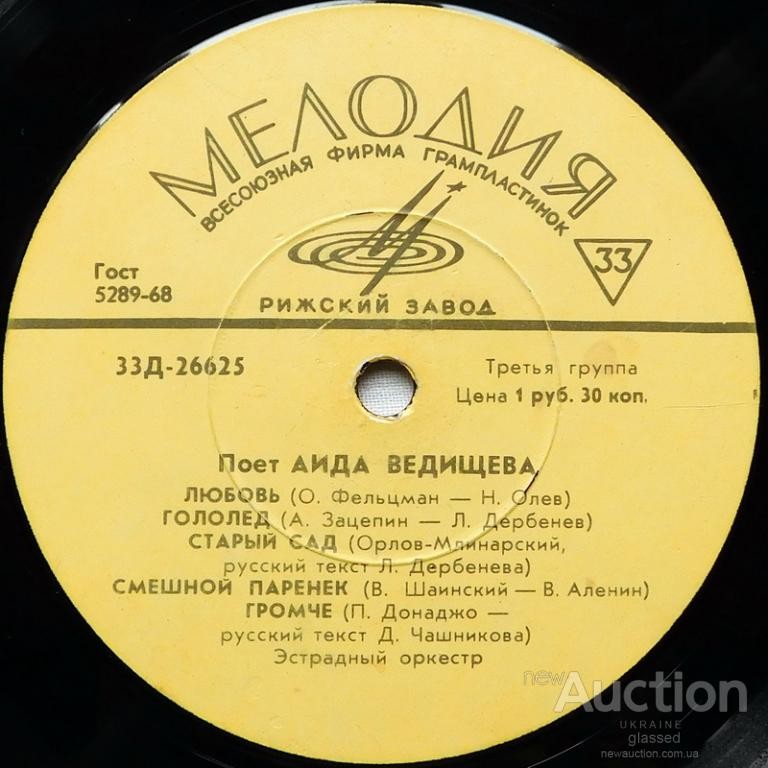 МЕЛОДИЯ
ВСЕСОЮЗНАЯ ФИРМА ГРАМПЛАСТИНОК
33
Гост
5289-68
РИЖСКИЙ ЗАВОД
33Д-26625
Третья группа
Цена 1 руб. 30 коп.
Поет АИДА ВЕДИЩЕВА
ЛЮБОВЬ (О. Фельцман — Н. Олев)
ГОЛОЛЕД (А. Зацепин — Л. Дербенев)
СТАРЫЙ САД (Орлов-Млинарский,
русский текст Л. Дербенева)
СМЕШНОЙ ПАРЕНЕК (В. Шаинский — В. Аленин)
ГРОМЧЕ (П. Донаджо —
русский текст Д. Чашникова)
Эстрадный оркестр
newAuction
UKRAINE
glassed
newauction.com.ua